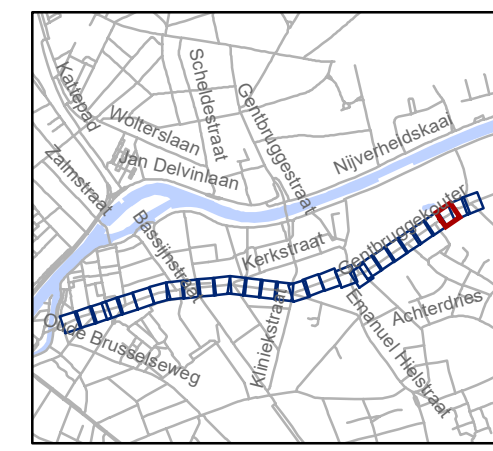 Kattepad
Scheldestraat
Gentbruggestraat
Wolterslaan
Nijverheidskaai
Jan Delvinlaan
Zalmstraat
Bassijnstraat
Gentbruggekouter
Kerkstraat
Achterdries
Emanuel Hielstraat
Kliniekstraat
Oude Brusselseweg